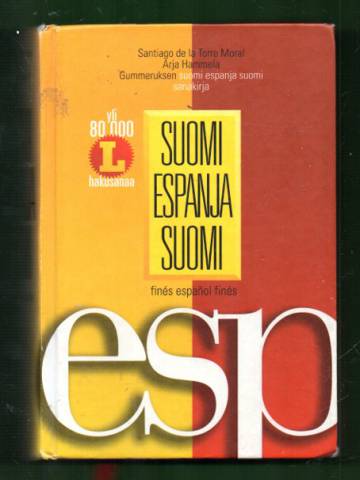 Santiago de la Torre Moral
Arja Hammela
Gummeruksen suomi espanja suomi
sanakirja
yli
80 000
L
hakusanaa
SUOMI
ESPANJA
SUOMI
finés español finés
esp